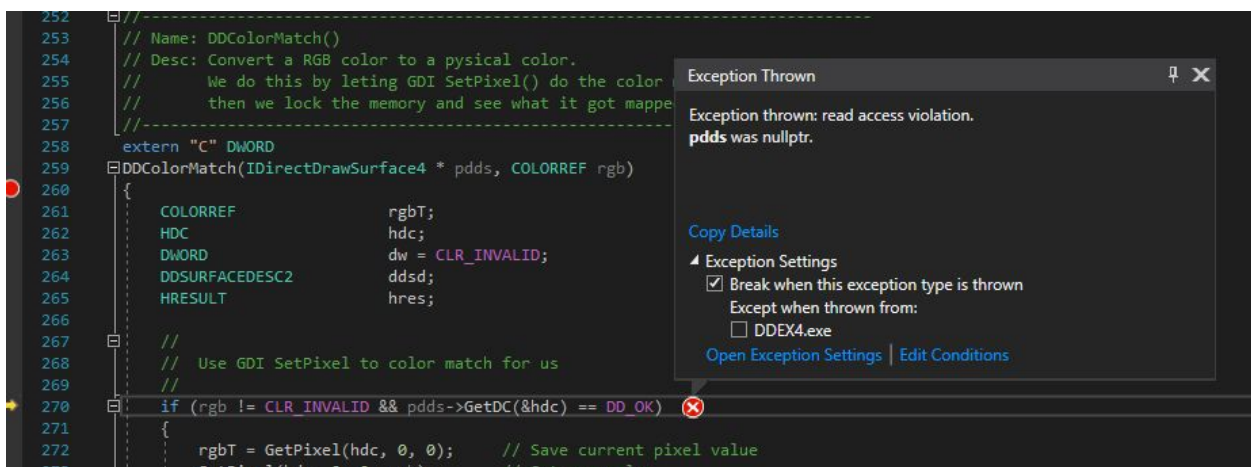 252 //-----------------------------------------------------------------------------
253 // Name: DDColorMatch()
254 // Desc: Convert a RGB color to a pysical color.
255 //       We do this by leting GDI SetPixel() do the color
256 //       then we lock the memory and see what it got mappe
257 //-----------------------------------------------------------
258 extern "C" DWORD
259 DDColorMatch(IDirectDrawSurface4 * pdds, COLORREF rgb)
260 {
261     COLORREF                rgbT;
262     HDC                     hdc;
263     DWORD                   dw = CLR_INVALID;
264     DDSURFACEDESC2          ddsd;
265     HRESULT                 hres;
266
267     //
268     //  Use GDI SetPixel to color match for us
269     //
270     if (rgb != CLR_INVALID && pdds->GetDC(&hdc) == DD_OK)
271     {
272         rgbT = GetPixel(hdc, 0, 0);     // Save current pixel value
Exception Thrown
Exception thrown: read access violation.
pdds was nullptr.
Copy Details
Exception Settings
Break when this exception type is thrown
Except when thrown from:
DDEX4.exe
Open Exception Settings | Edit Conditions